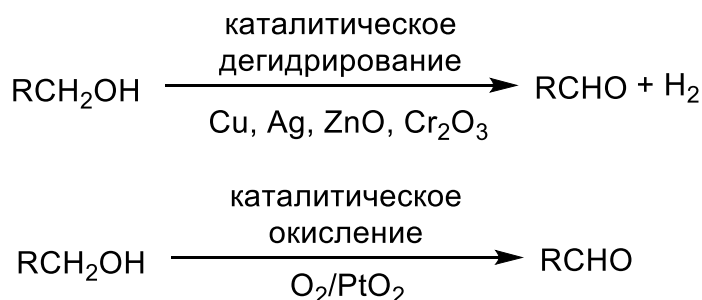 каталитическое
дегидрирование
RCH₂OH RCHO + H₂
Cu, Ag, ZnO, Cr₂O₃
каталитическое
окисление
RCH₂OH RCHO
O₂/PtO₂